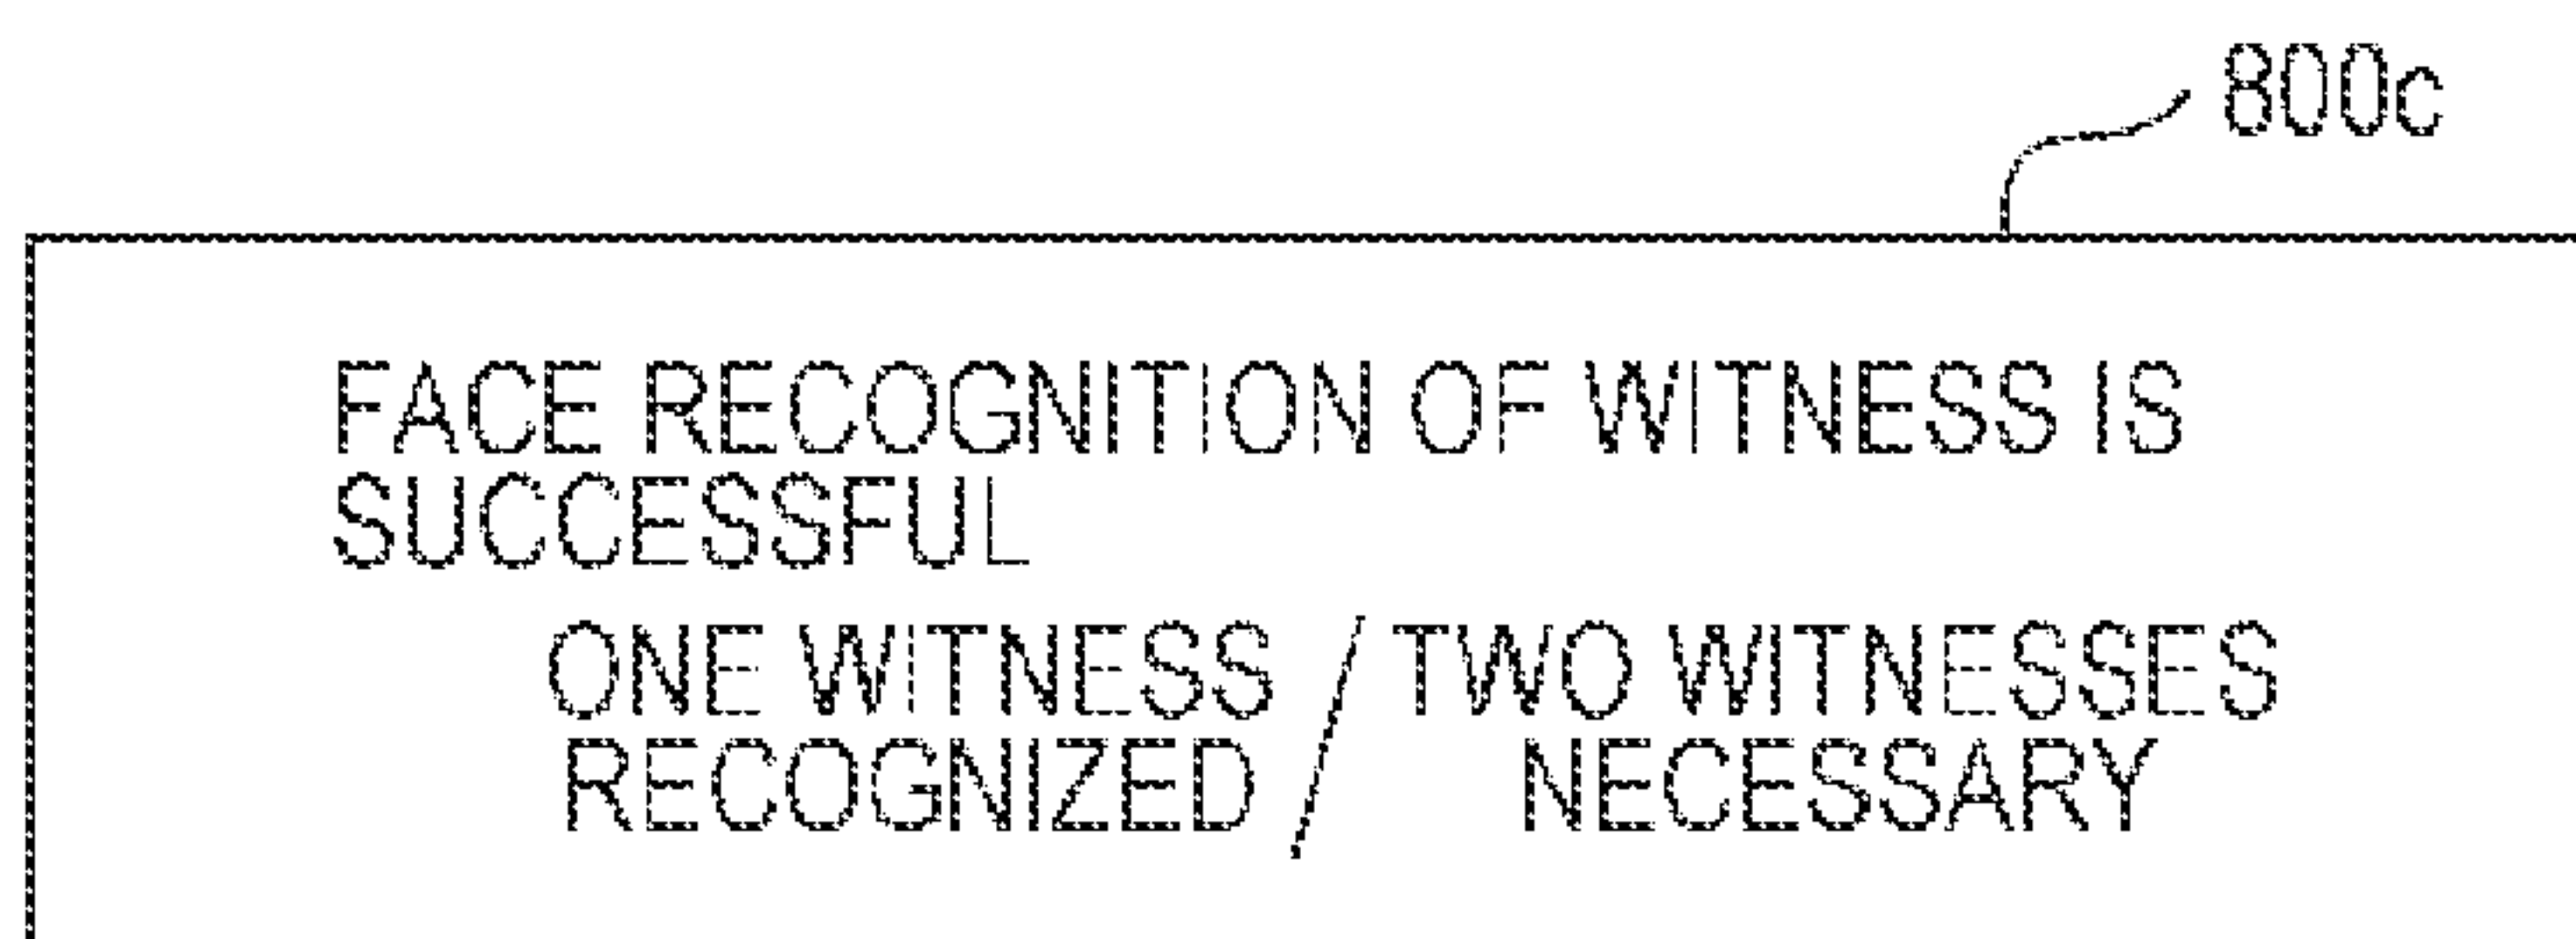 800c
FACE RECOGNITION OF WITNESS IS
SUCCESSFUL
ONE WITNESS / TWO WITNESSES
RECOGNIZED NECESSARY